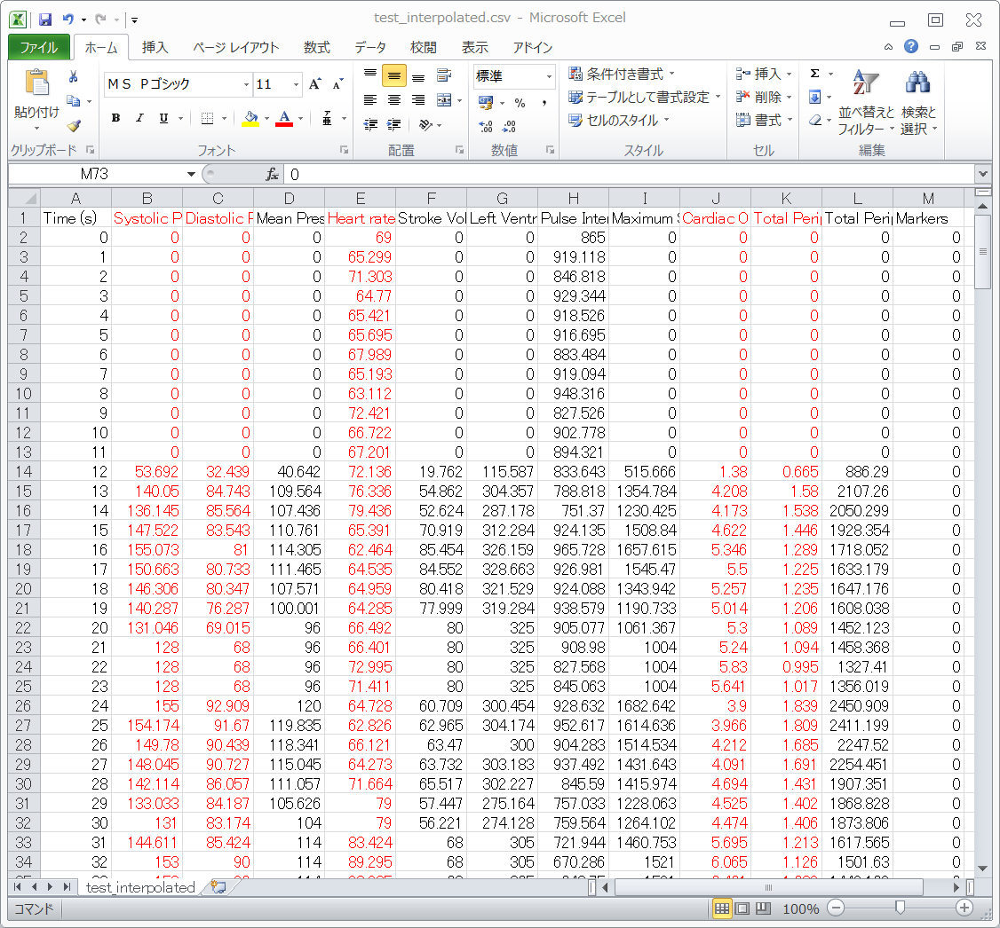 test_interpolated.csv - Microsoft Excel
ファイル ホーム 挿入 ページ レイアウト 数式 データ 校閲 表示 アドイン
貼り付け
クリップボード
ＭＳ Ｐゴシック 11
B I U A 亜
フォント
配置
標準
% ,
数値
条件付き書式
テーブルとして書式設定
セルのスタイル
スタイル
挿入
削除
書式
セル
Σ
並べ替えと フィルター
検索と 選択
編集
M73 fx 0
A B C D E F G H I J K L M
1 Time (s) Systolic P Diastolic P Mean Pres Heart rate Stroke Vol Left Ventr Pulse Inter Maximum S Cardiac O Total Perip Total Perip Markers
2 0 0 0 0 69 0 0 865 0 0 0 0 0
3 1 0 0 0 65.299 0 0 919.118 0 0 0 0 0
4 2 0 0 0 71.303 0 0 846.818 0 0 0 0 0
5 3 0 0 0 64.77 0 0 929.344 0 0 0 0 0
6 4 0 0 0 65.421 0 0 918.526 0 0 0 0 0
7 5 0 0 0 65.695 0 0 916.695 0 0 0 0 0
8 6 0 0 0 67.989 0 0 883.484 0 0 0 0 0
9 7 0 0 0 65.193 0 0 919.094 0 0 0 0 0
10 8 0 0 0 63.112 0 0 948.316 0 0 0 0 0
11 9 0 0 0 72.421 0 0 827.526 0 0 0 0 0
12 10 0 0 0 66.722 0 0 902.778 0 0 0 0 0
13 11 0 0 0 67.201 0 0 894.321 0 0 0 0 0
14 12 53.692 32.439 40.642 72.136 19.762 115.587 833.643 515.666 1.38 0.665 886.29 0
15 13 140.05 84.743 109.564 76.336 54.862 304.357 788.818 1354.784 4.208 1.58 2107.26 0
16 14 136.145 85.564 107.436 79.436 52.624 287.178 751.37 1230.425 4.173 1.538 2050.299 0
17 15 147.522 83.543 110.761 65.391 70.919 312.284 924.135 1508.84 4.622 1.446 1928.354 0
18 16 155.073 81 114.305 62.464 85.454 326.159 965.728 1657.615 5.346 1.289 1718.052 0
19 17 150.663 80.733 111.465 64.535 84.552 328.663 926.981 1545.47 5.5 1.225 1633.179 0
20 18 146.306 80.347 107.571 64.959 80.418 321.529 924.088 1343.942 5.257 1.235 1647.176 0
21 19 140.287 76.287 100.001 64.285 77.999 319.284 938.579 1190.733 5.014 1.206 1608.038 0
22 20 131.046 69.015 96 66.492 80 325 905.077 1061.367 5.3 1.089 1452.123 0
23 21 128 68 96 66.401 80 325 908.98 1004 5.24 1.094 1458.368 0
24 22 128 68 96 72.995 80 325 827.568 1004 5.83 0.995 1327.41 0
25 23 128 68 96 71.411 80 325 845.063 1004 5.641 1.017 1356.019 0
26 24 155 92.909 120 64.728 60.709 300.454 928.632 1682.642 3.9 1.839 2450.909 0
27 25 154.174 91.67 119.835 62.826 62.965 304.174 952.617 1614.636 3.966 1.809 2411.199 0
28 26 149.78 90.439 118.341 66.121 63.47 300 904.283 1514.534 4.212 1.685 2247.52 0
29 27 148.045 90.727 115.045 64.273 63.732 303.183 937.492 1431.643 4.091 1.691 2254.451 0
30 28 142.114 86.057 111.057 71.664 65.517 302.227 845.59 1415.974 4.694 1.431 1907.351 0
31 29 133.033 84.187 105.626 79 57.447 275.164 757.033 1228.063 4.525 1.402 1868.828 0
32 30 131 83.174 104 79 56.221 274.128 759.564 1264.102 4.474 1.406 1873.806 0
33 31 144.611 85.424 114 83.424 68 305 721.944 1460.753 5.695 1.213 1617.565 0
34 32 153 90 114 89.295 68 305 670.286 1521 6.065 1.126 1501.63 0
test_interpolated
コマンド 100%